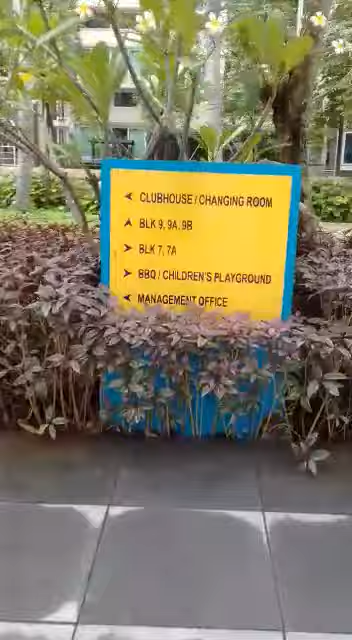 CLUBHOUSE / CHANGING ROOM
BLK 9, 9A, 9B
BLK 7, 7A
BBQ / CHILDREN'S PLAYGROUND
MANAGEMENT OFFICE